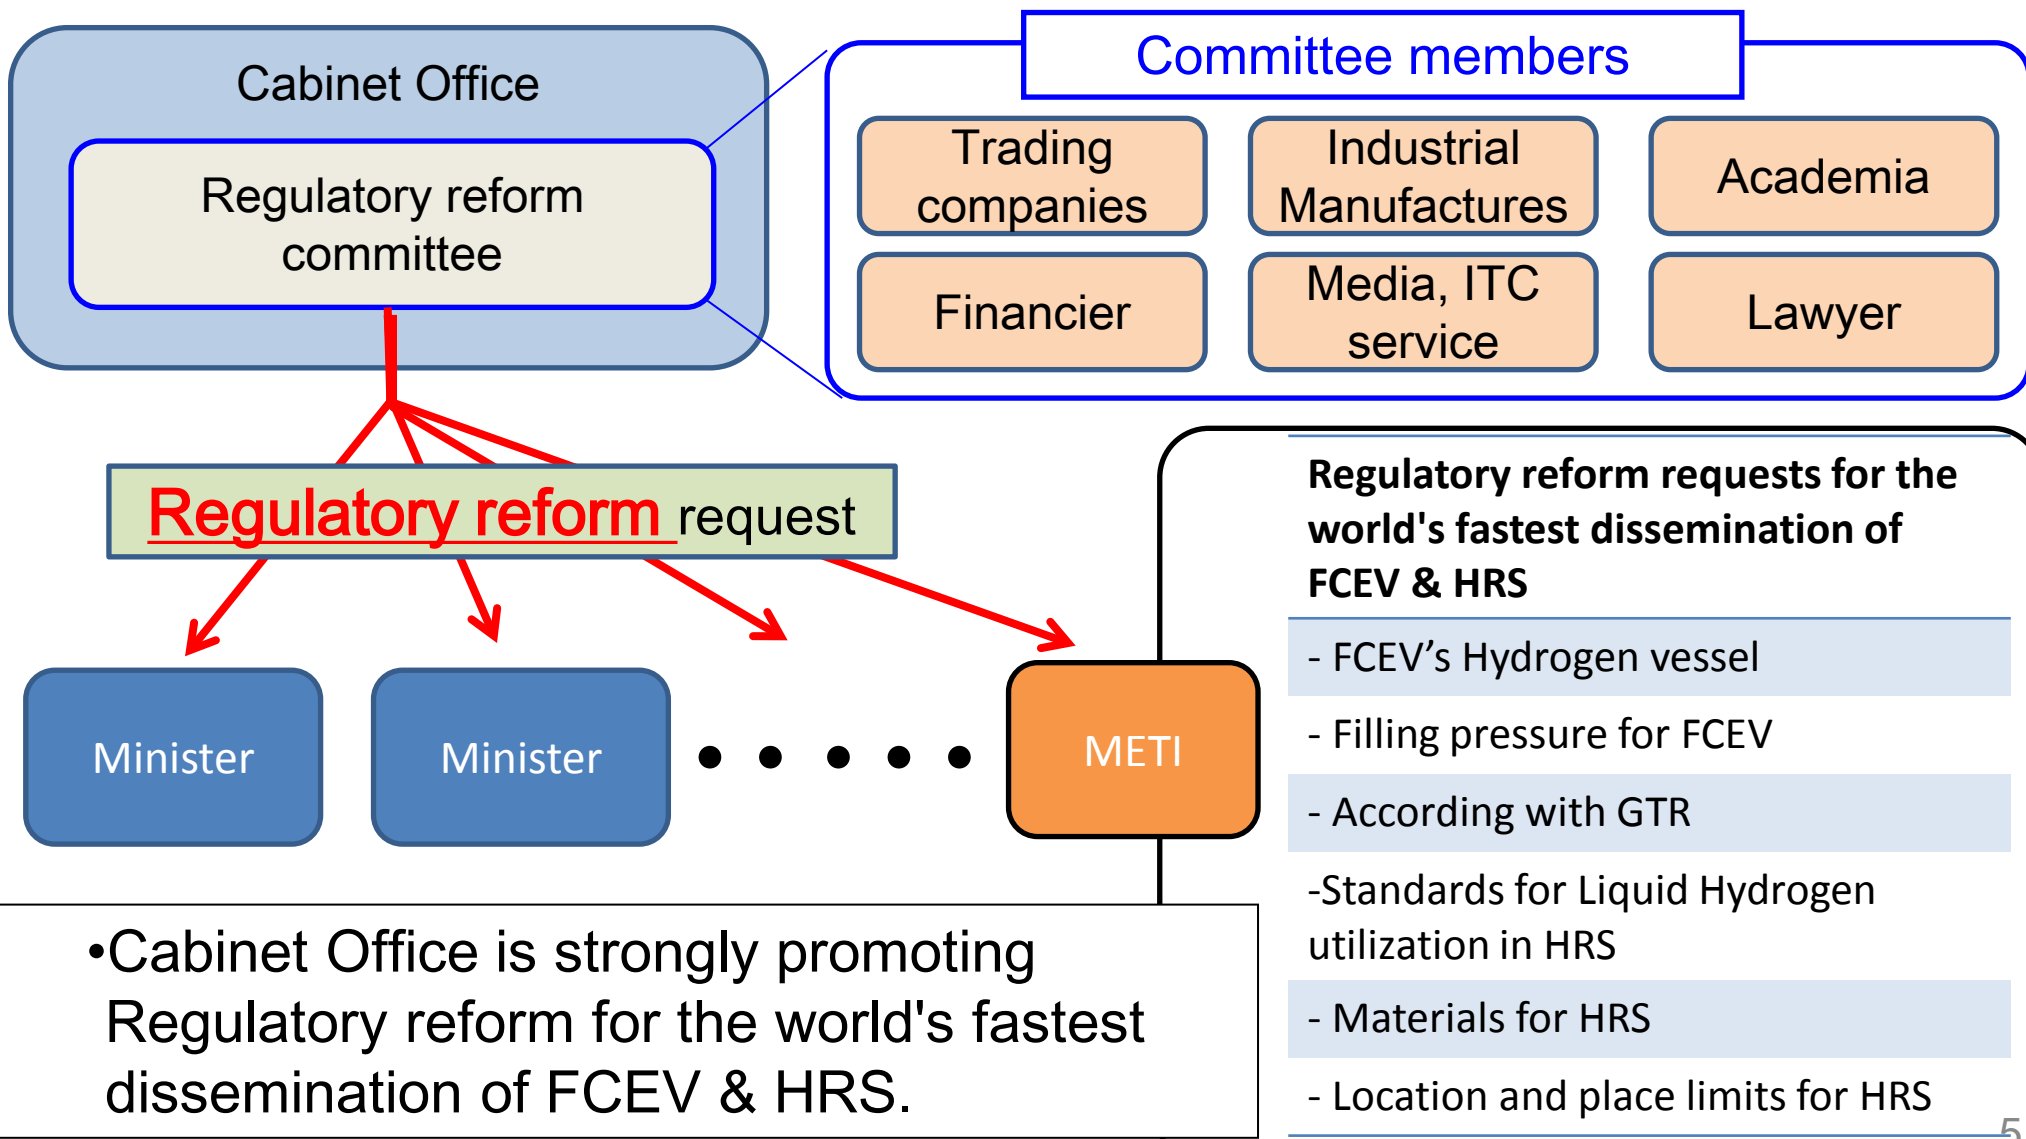 Cabinet Office
Regulatory reform
committee
Committee members
Trading
companies
Industrial
Manufactures
Academia
Financier
Media, ITC
service
Lawyer
Regulatory reform request
Minister
Minister
• • • • •
METI
Regulatory reform requests for the
world's fastest dissemination of
FCEV & HRS
- FCEV’s Hydrogen vessel
- Filling pressure for FCEV
- According with GTR
-Standards for Liquid Hydrogen
utilization in HRS
- Materials for HRS
- Location and place limits for HRS
•Cabinet Office is strongly promoting
Regulatory reform for the world's fastest
dissemination of FCEV & HRS.
5